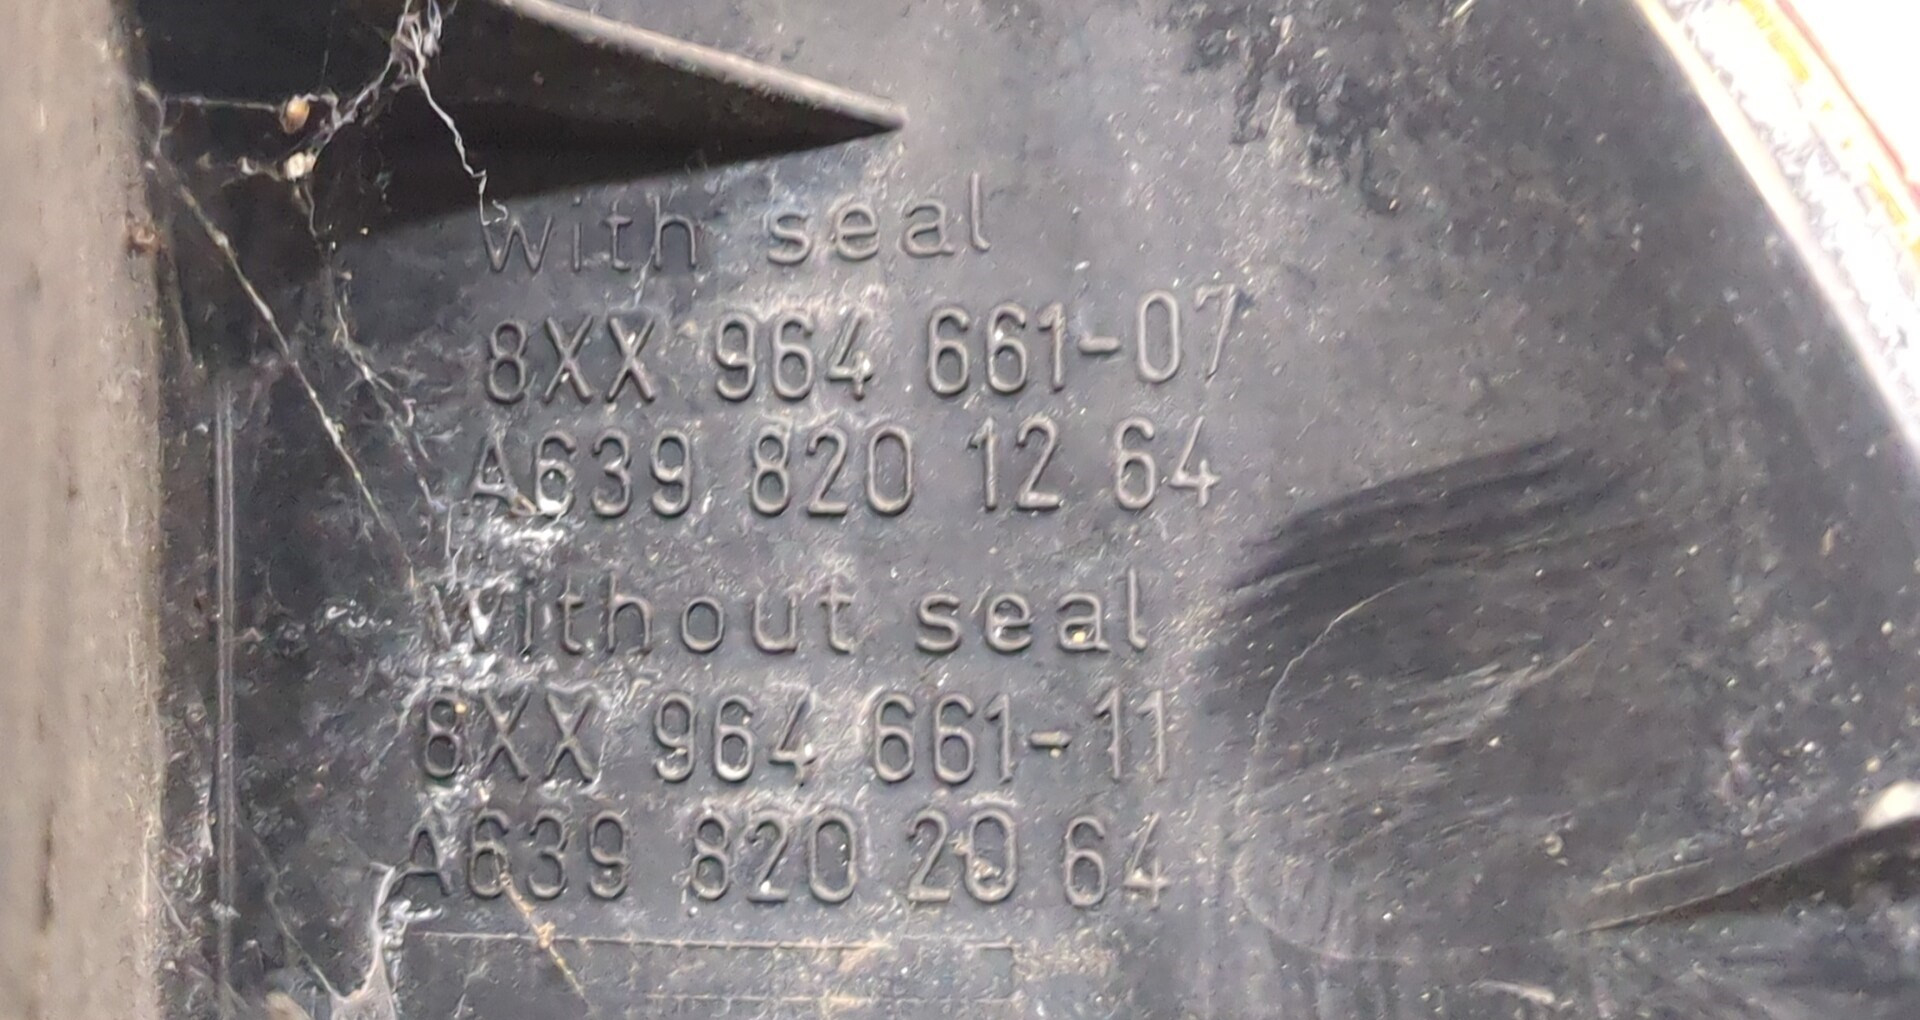 with seal
8XX 964 661-07
A639 820 12 64
without seal
8XX 964 661-11
A639 820 20 64